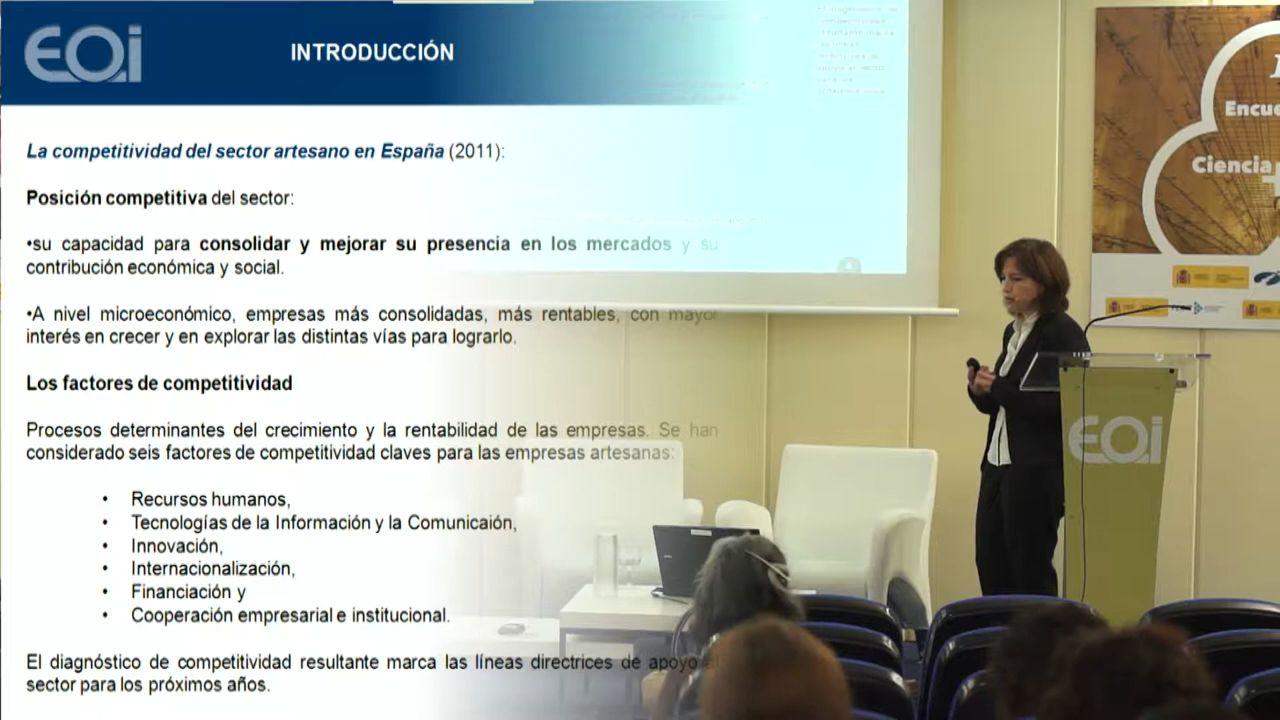 EOi
INTRODUCCIÓN
La competitividad del sector artesano en España (2011):
Posición competitiva del sector:
•su capacidad para consolidar y mejorar su presencia en los mercados y su
contribución económica y social.
•A nivel microeconómico, empresas más consolidadas, más rentables, con mayor
interés en crecer y en explorar las distintas vías para lograrlo.
Los factores de competitividad
Procesos determinantes del crecimiento y la rentabilidad de las empresas. Se han
considerado seis factores de competitividad claves para las empresas artesanas:
• Recursos humanos,
• Tecnologías de la Información y la Comunicaión,
• Innovación,
• Internacionalización,
• Financiación y
• Cooperación empresarial e institucional.
El diagnóstico de competitividad resultante marca las líneas directrices de apoyo
sector para los próximos años.
Ciencia
EOi